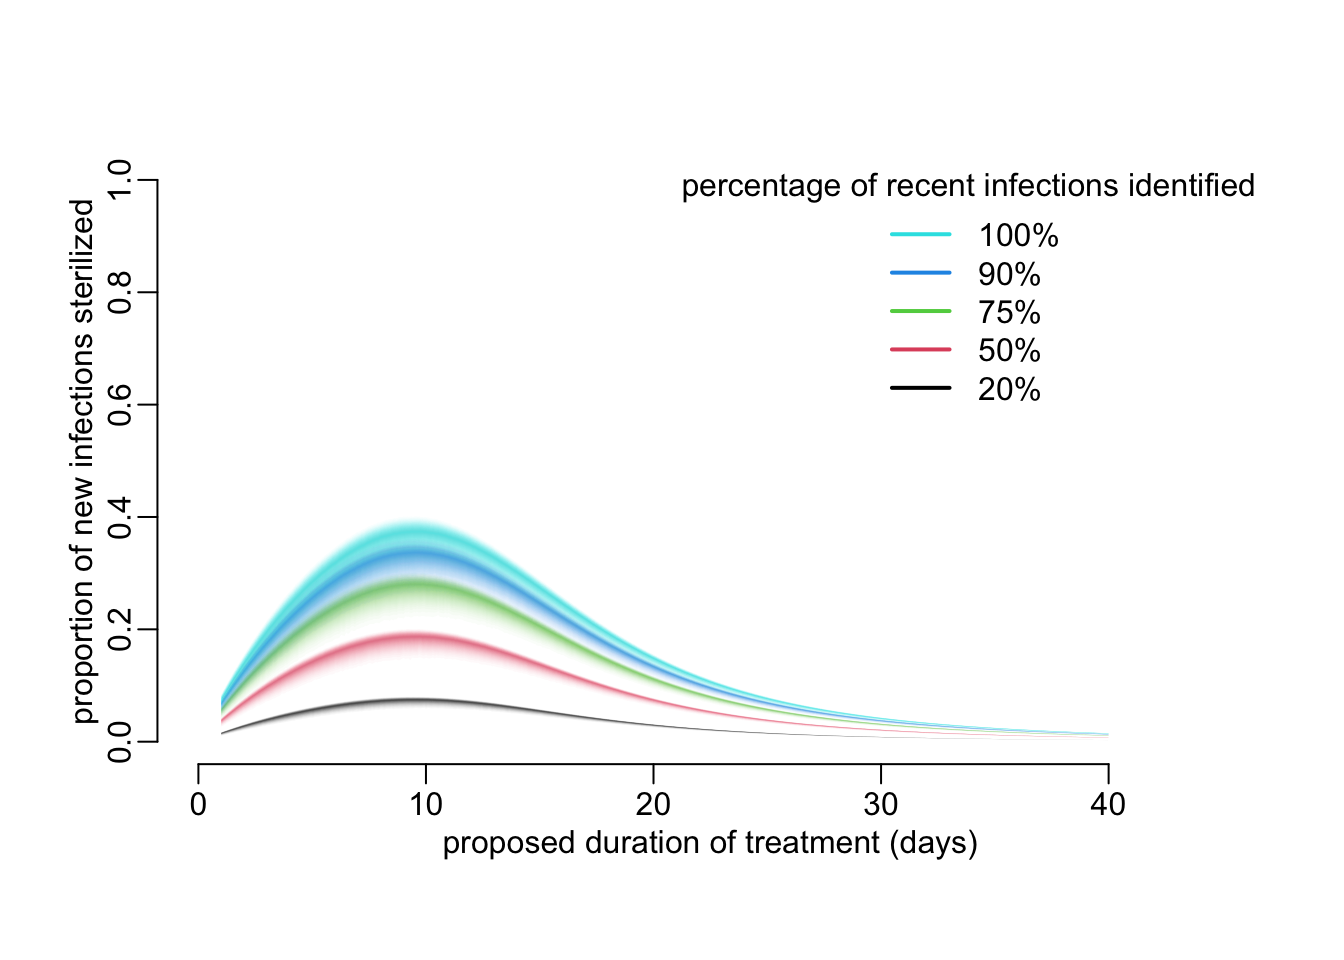 percentage of recent infections identified
100%
90%
75%
50%
20%
proportion of new infections sterilized
1.0
0.8
0.6
0.4
0.2
0.0
0 10 20 30 40
proposed duration of treatment (days)